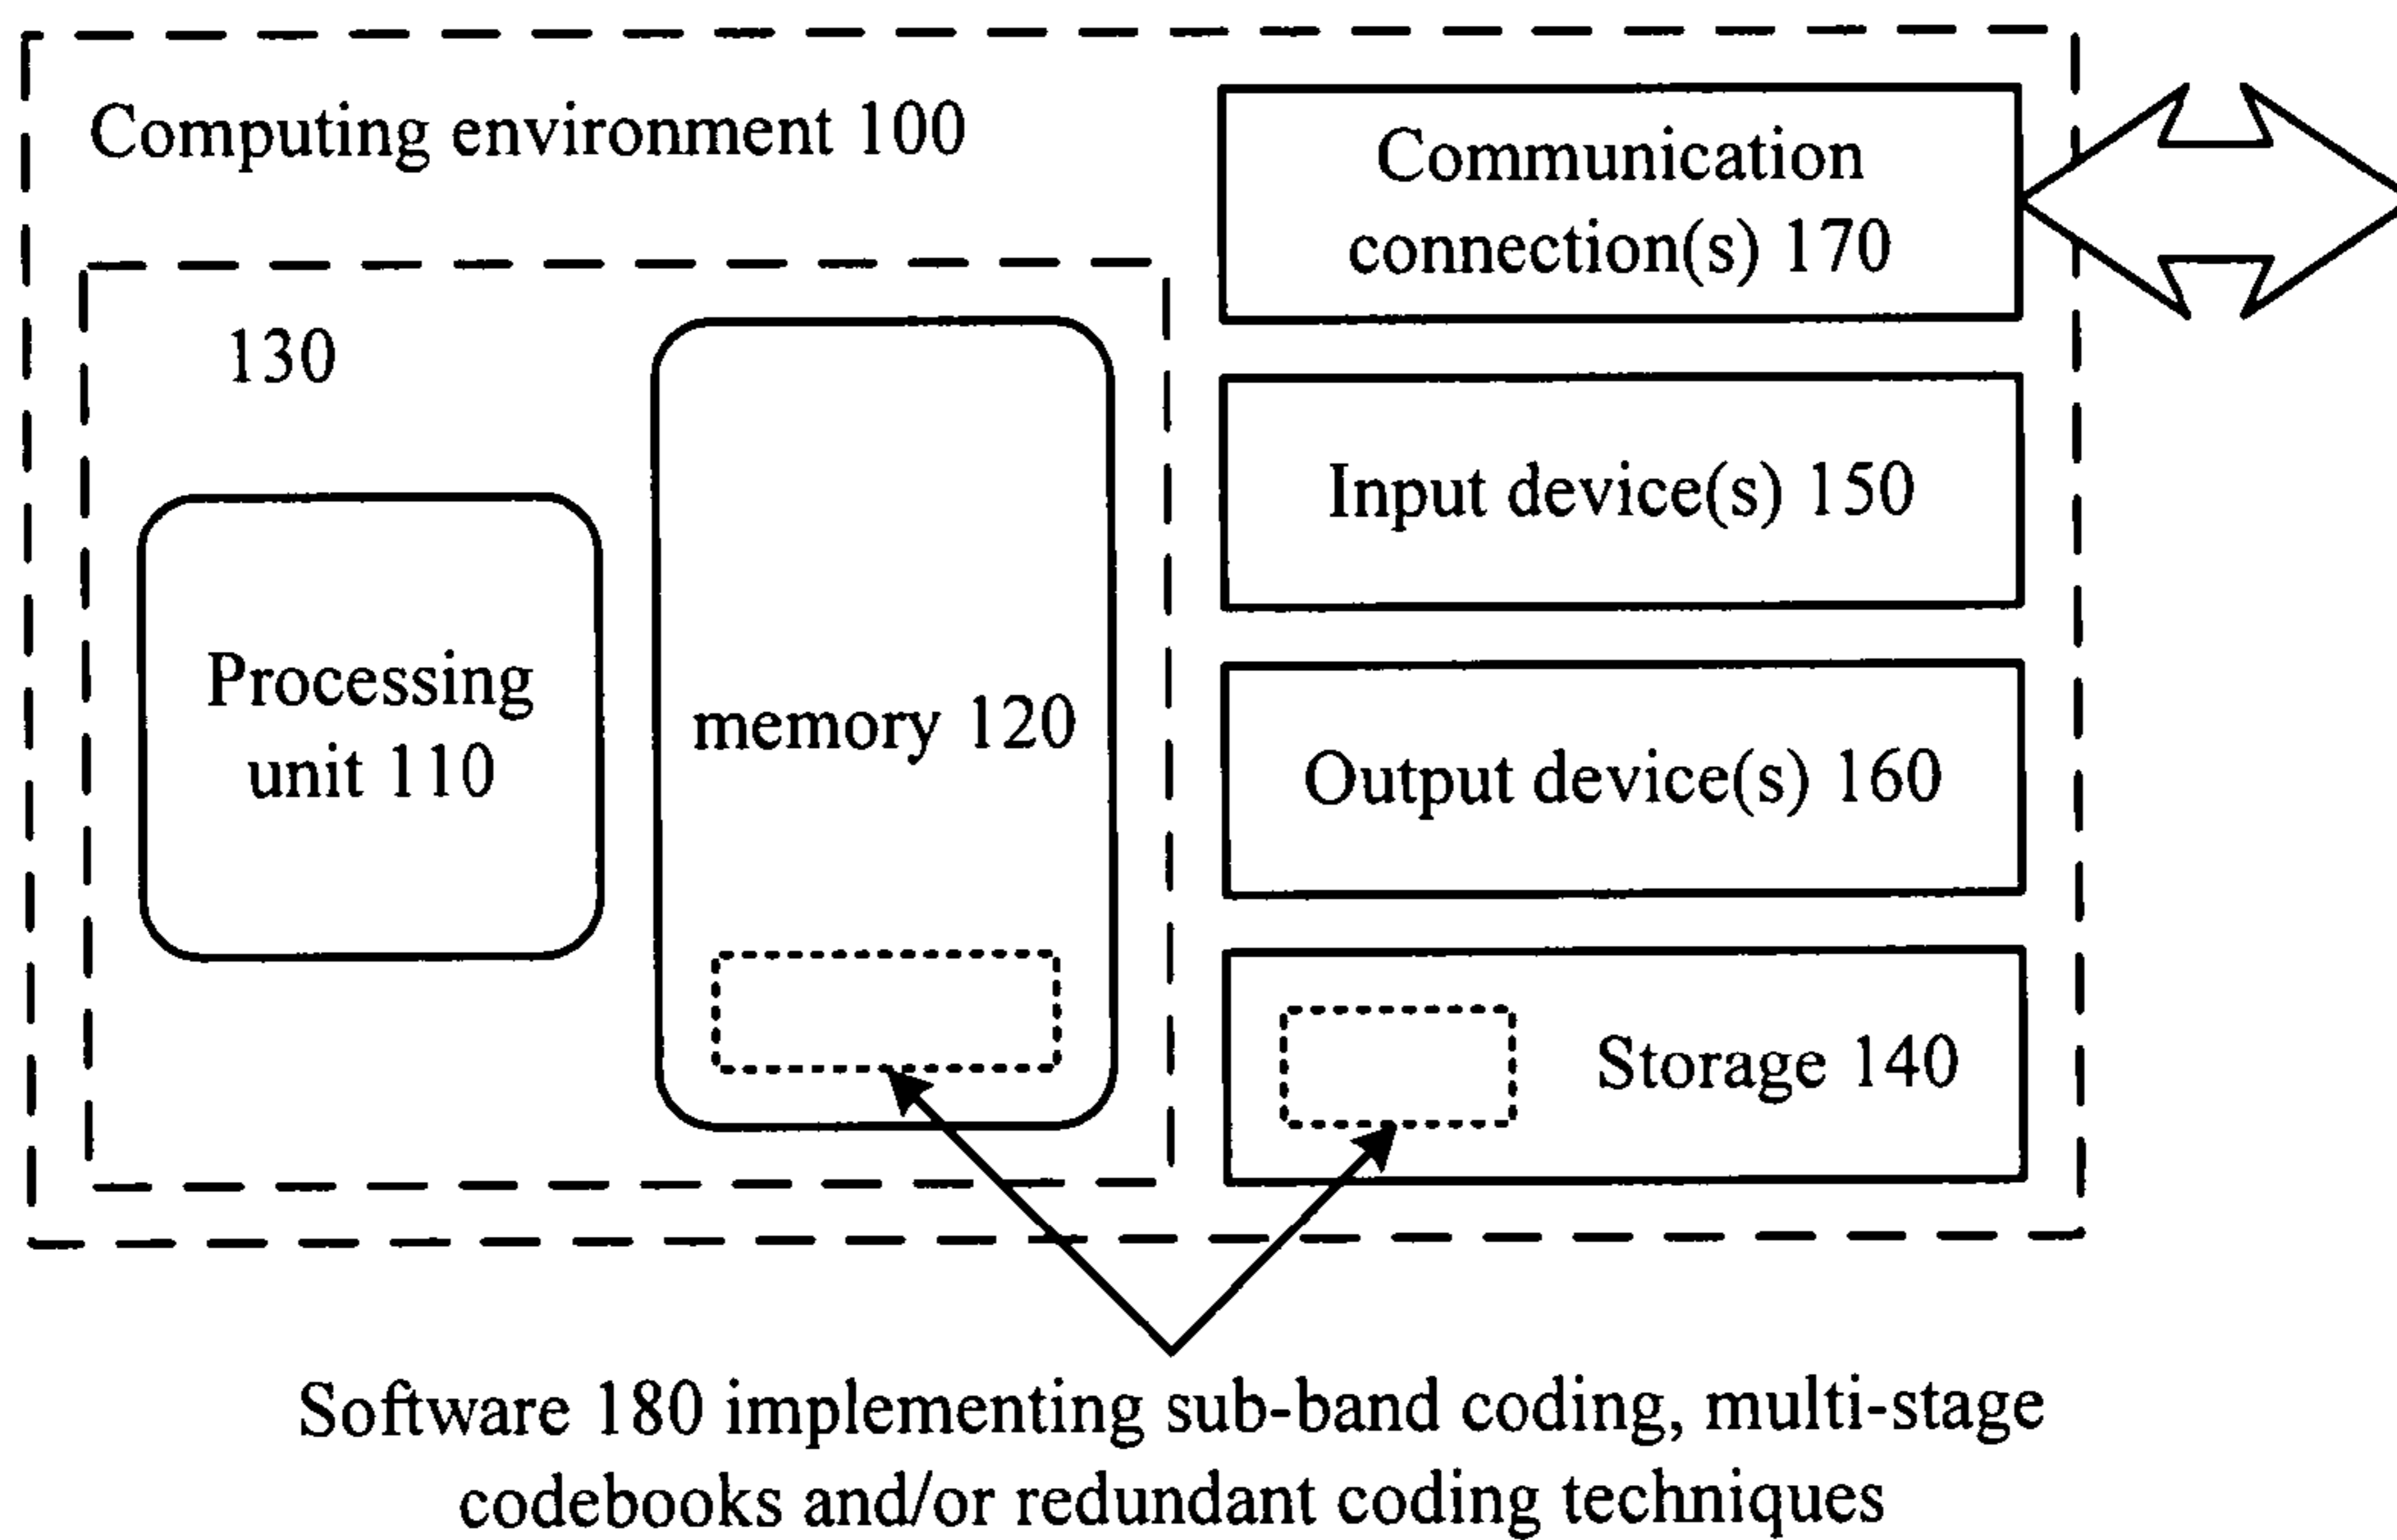 Computing environment 100
130
Processing
unit 110
memory 120
Communication
connection(s) 170
Input device(s) 150
Output device(s) 160
Storage 140
Software 180 implementing sub-band coding, multi-stage
codebooks and/or redundant coding techniques